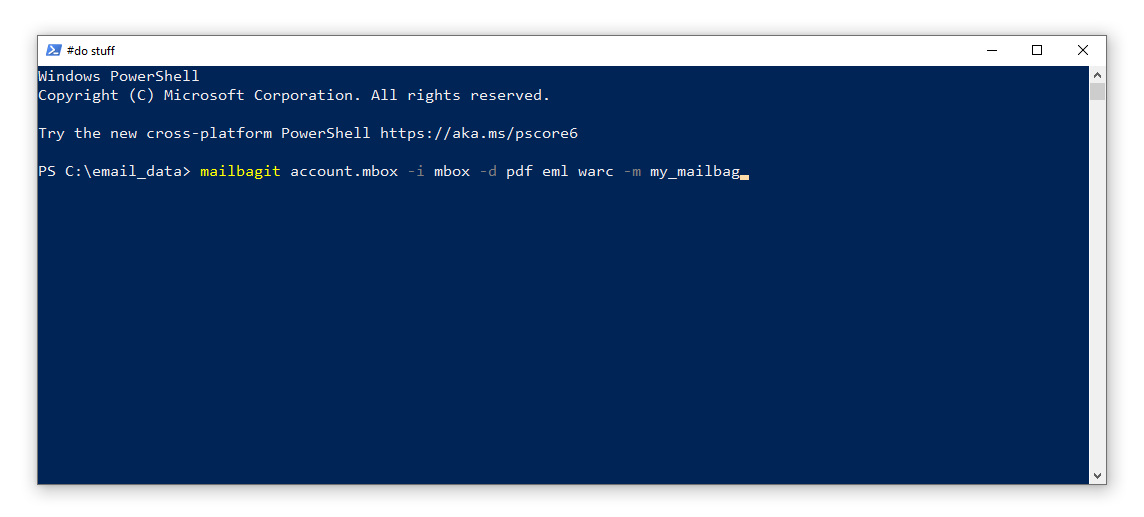 #do stuff
Windows PowerShell
Copyright (C) Microsoft Corporation. All rights reserved.
Try the new cross-platform PowerShell https://aka.ms/pscore6
PS C:\email_data> mailbagit account.mbox -i mbox -d pdf eml warc -m my_mailbag